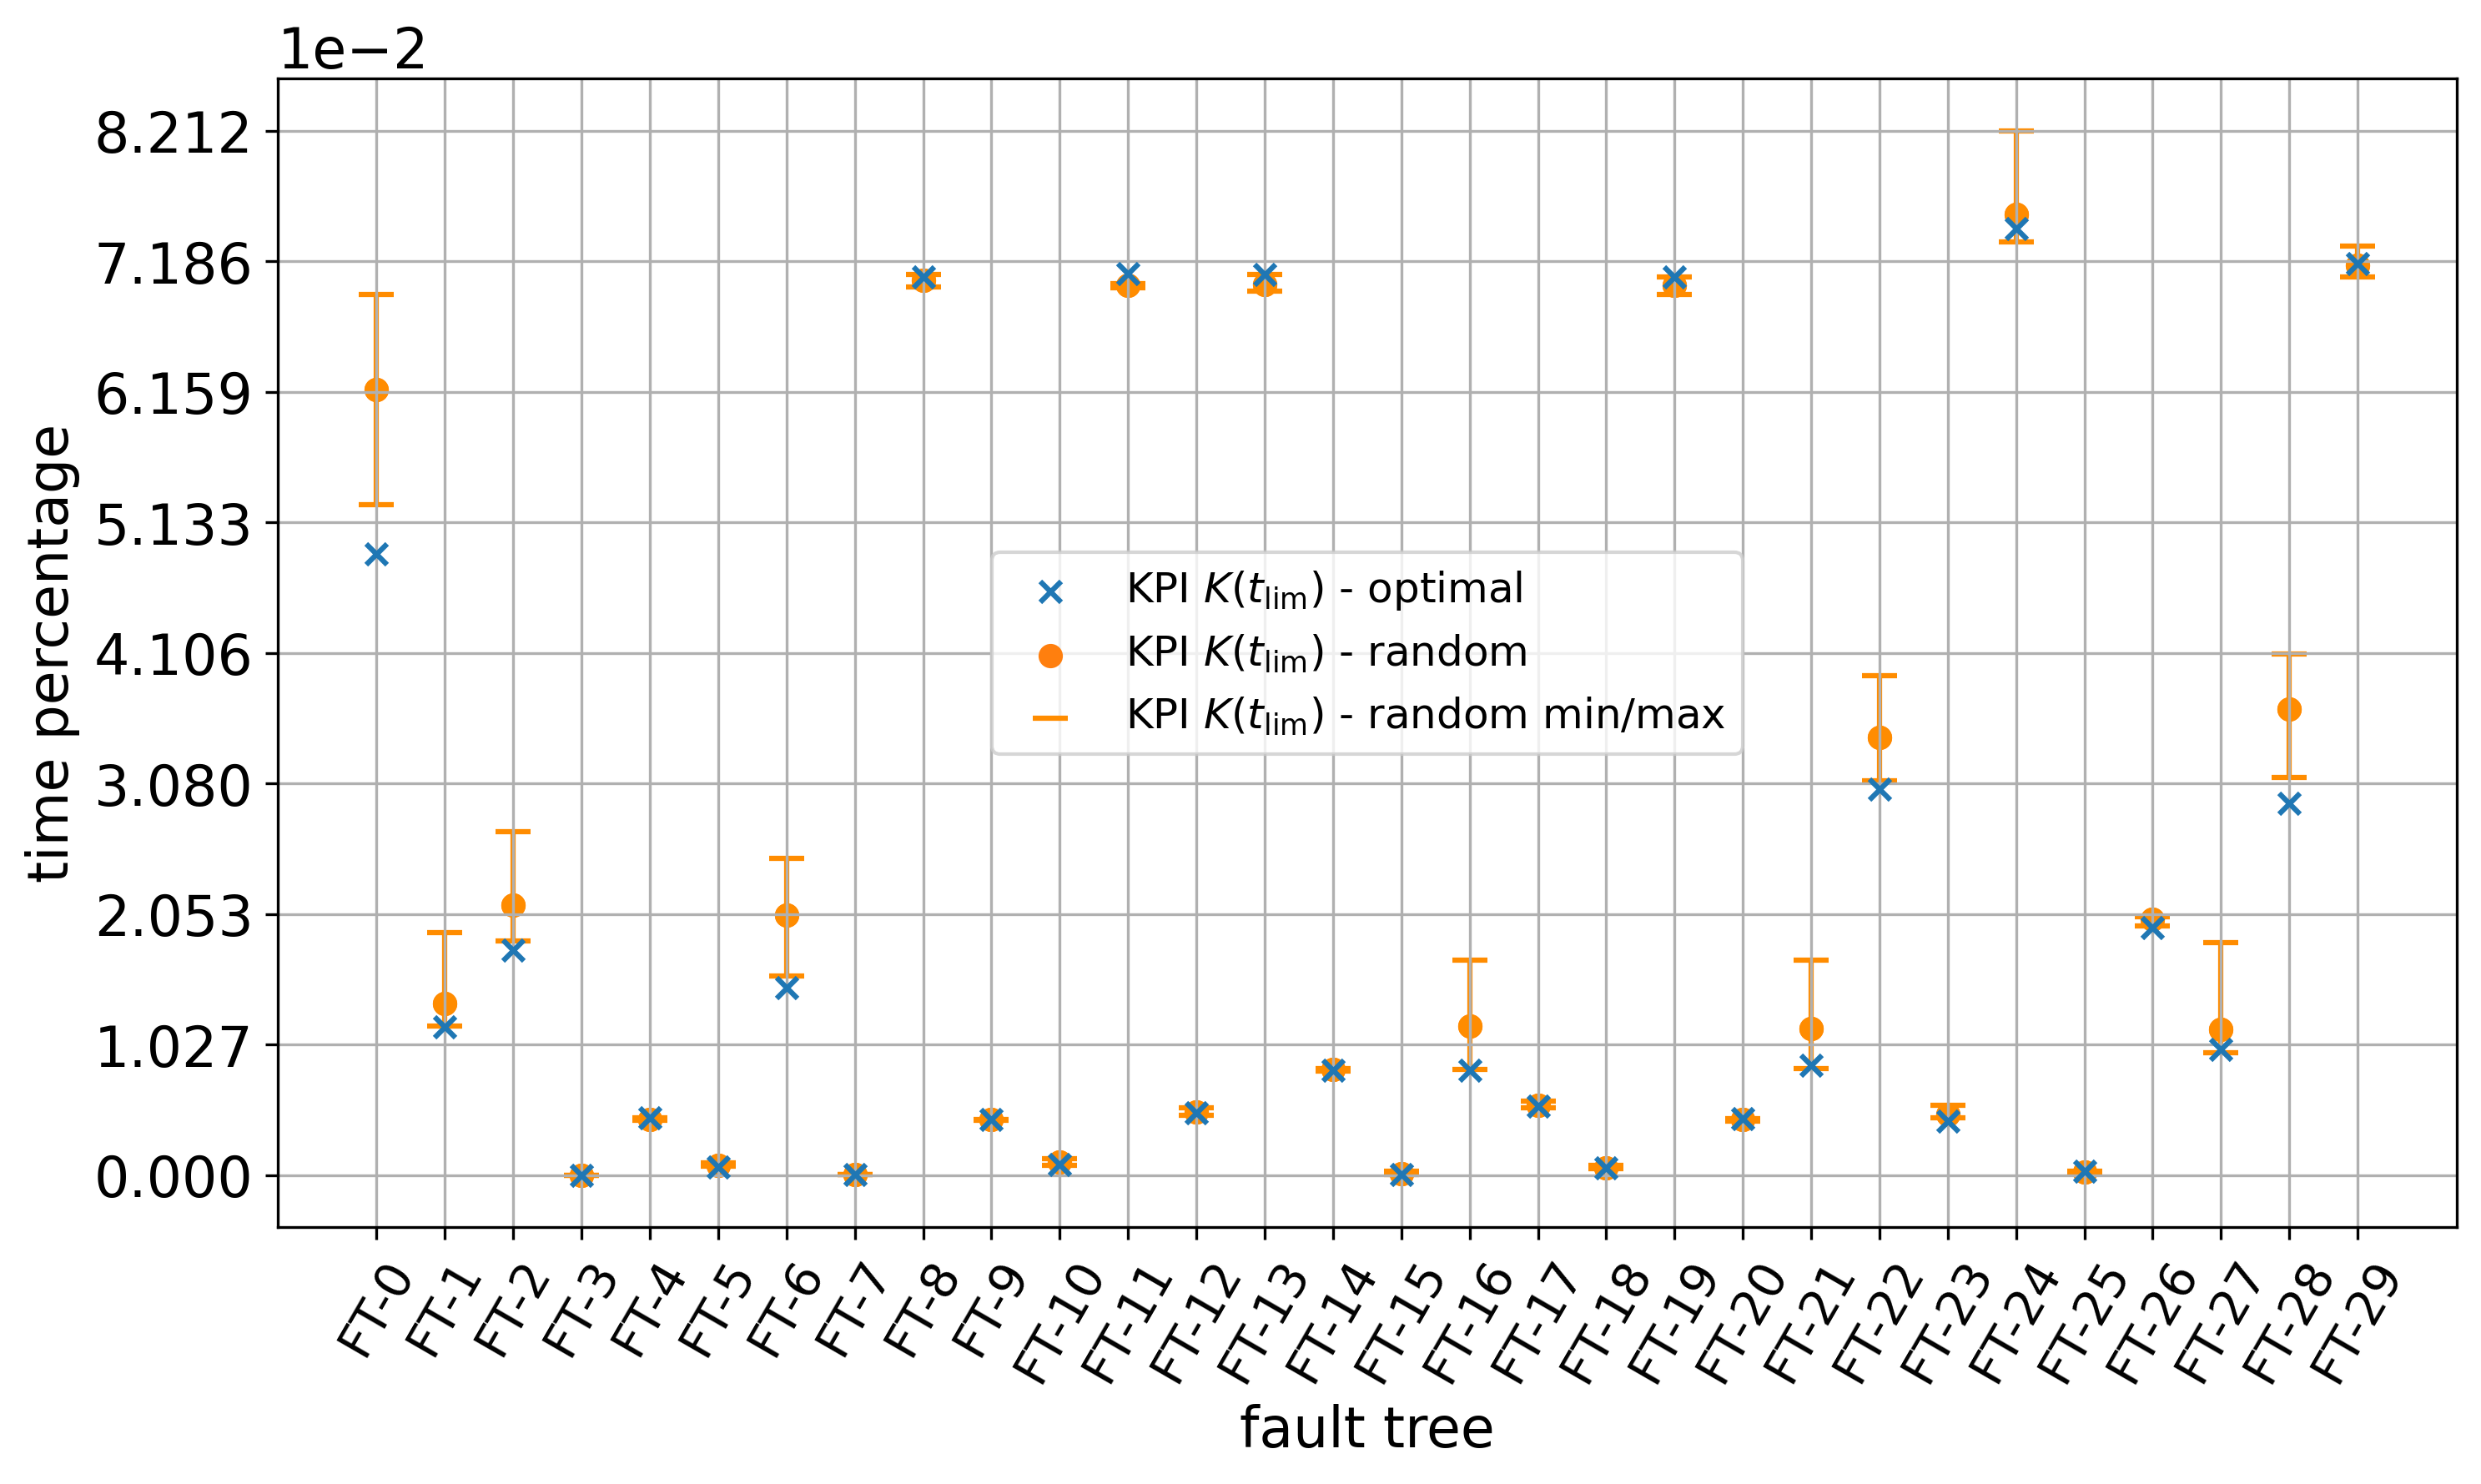 1e−2
8.212
7.186
6.159
5.133
4.106
3.080
2.053
1.027
0.000
time percentage
KPI K(t_lim) - optimal
KPI K(t_lim) - random
KPI K(t_lim) - random min/max
FT-0
FT-1
FT-2
FT-3
FT-4
FT-5
FT-6
FT-7
FT-8
FT-9
FT-10
FT-11
FT-12
FT-13
FT-14
FT-15
FT-16
FT-17
FT-18
FT-19
FT-20
FT-21
FT-22
FT-23
FT-24
FT-25
FT-26
FT-27
FT-28
FT-29
fault tree